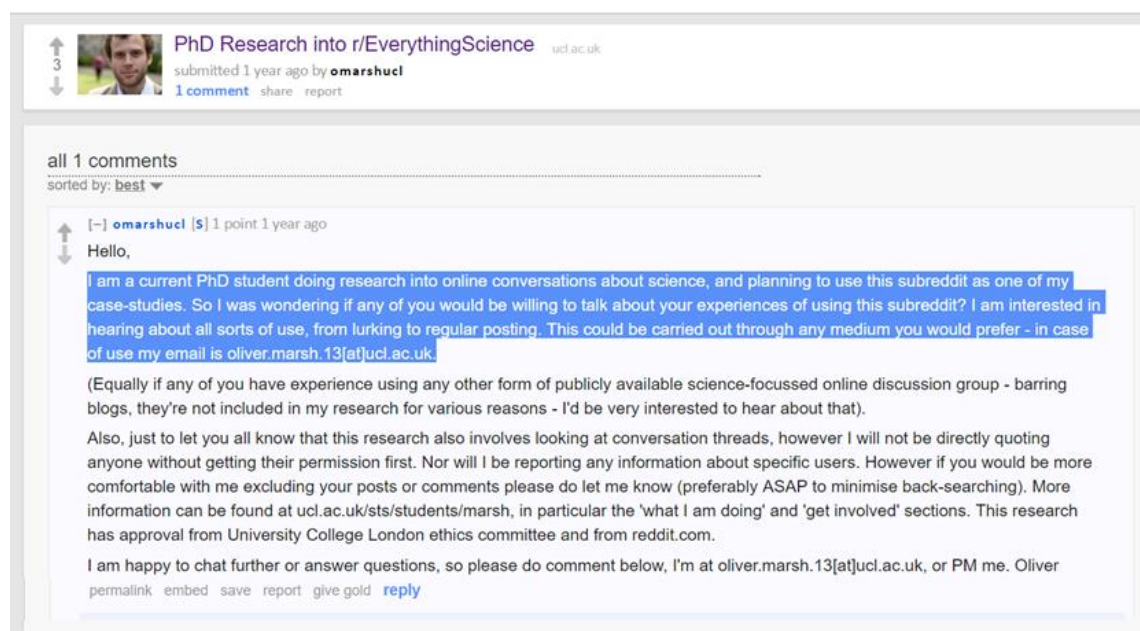 PhD Research into r/EverythingScience ucl.ac.uk
3
submitted 1 year ago by omarshucl
1 comment share report
all 1 comments
sorted by: best
[–] omarshucl [S] 1 point 1 year ago
Hello,
I am a current PhD student doing research into online conversations about science, and planning to use this subreddit as one of my
case-studies. So I was wondering if any of you would be willing to talk about your experiences of using this subreddit? I am interested in
hearing about all sorts of use, from lurking to regular posting. This could be carried out through any medium you would prefer - in case
of use my email is oliver.marsh.13[at]ucl.ac.uk.
(Equally if any of you have experience using any other form of publicly available science-focussed online discussion group - barring
blogs, they're not included in my research for various reasons - I'd be very interested to hear about that).
Also, just to let you all know that this research also involves looking at conversation threads, however I will not be directly quoting
anyone without getting their permission first. Nor will I be reporting any information about specific users. However if you would be more
comfortable with me excluding your posts or comments please do let me know (preferably ASAP to minimise back-searching). More
information can be found at ucl.ac.uk/sts/students/marsh, in particular the 'what I am doing' and 'get involved' sections. This research
has approval from University College London ethics committee and from reddit.com.
I am happy to chat further or answer questions, so please do comment below, I'm at oliver.marsh.13[at]ucl.ac.uk, or PM me. Oliver
permalink embed save report give gold reply